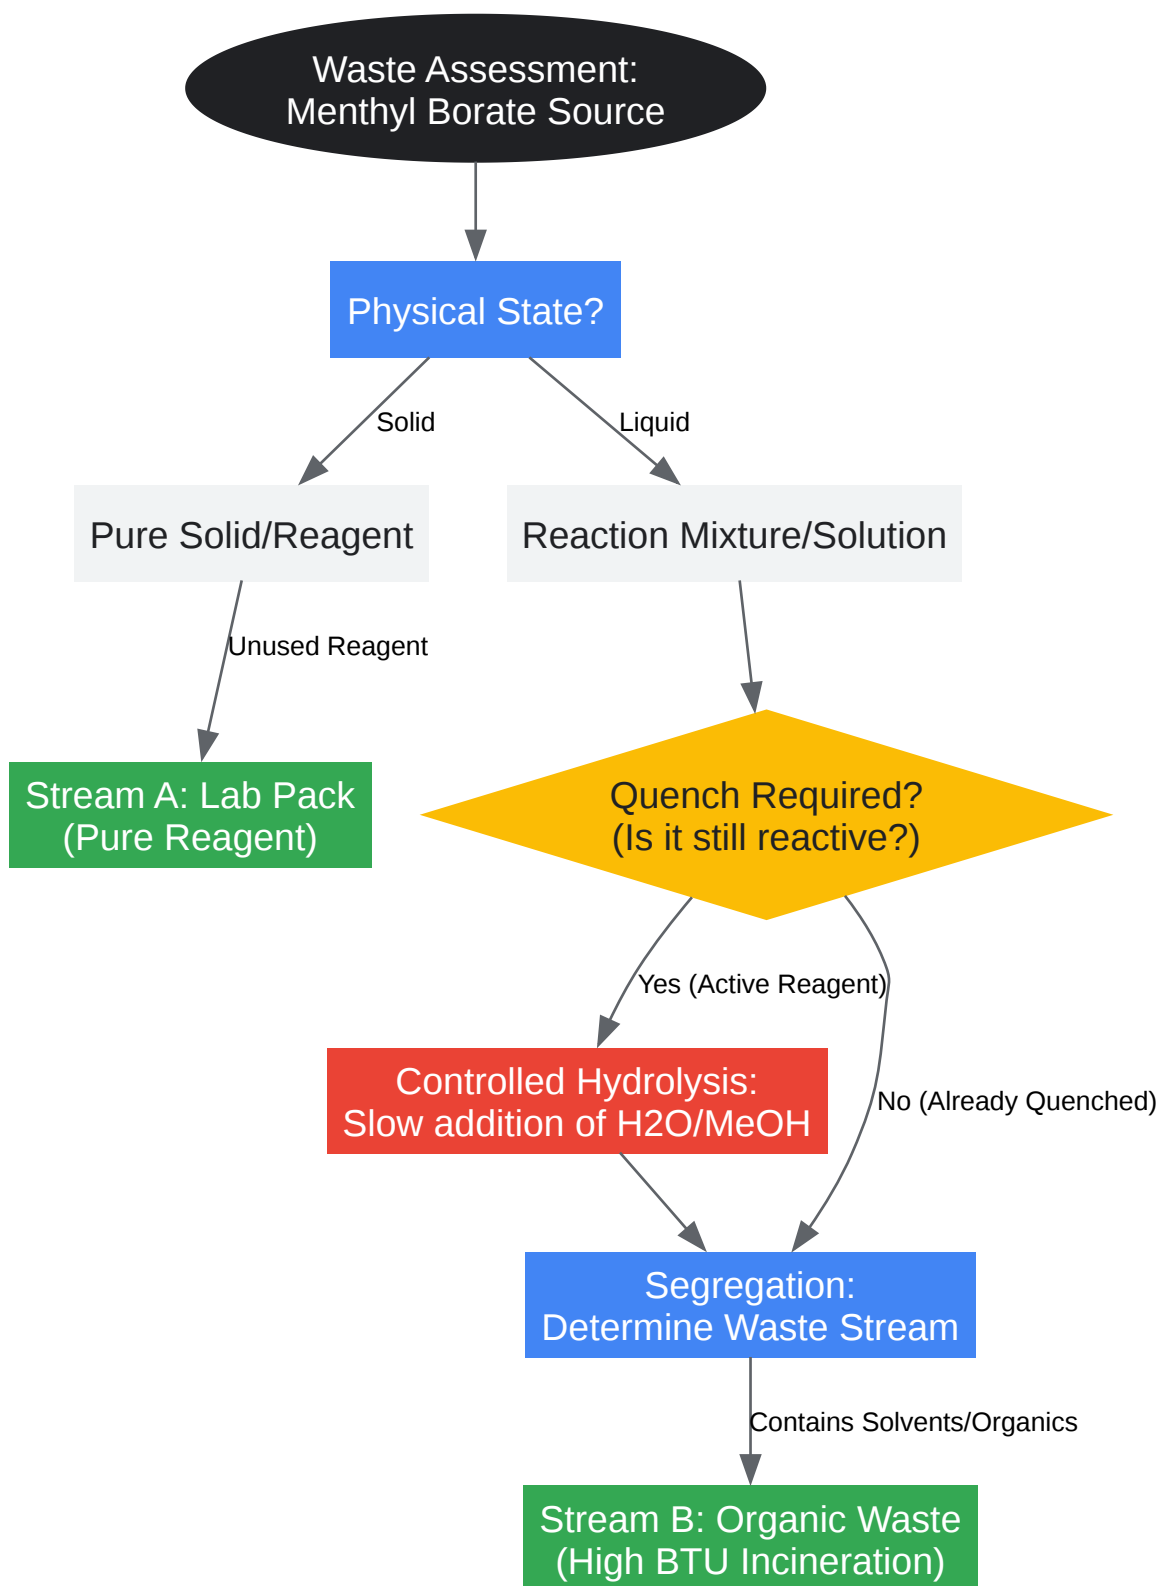 Waste Assessment:
Menthyl Borate Source
Physical State?
Solid
Liquid
Pure Solid/Reagent
Reaction Mixture/Solution
Unused Reagent
Stream A: Lab Pack
(Pure Reagent)
Quench Required?
(Is it still reactive?)
Yes (Active Reagent)
Controlled Hydrolysis:
Slow addition of H2O/MeOH
No (Already Quenched)
Segregation:
Determine Waste Stream
Contains Solvents/Organics
Stream B: Organic Waste
(High BTU Incineration)